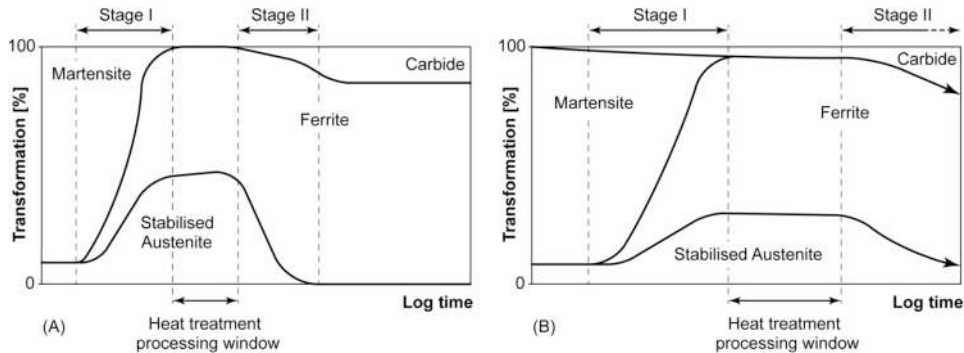 Stage I
Stage II
100
Martensite
Carbide
Ferrite
Transformation [%]
Stabilised
Austenite
0
Log time
(A)
Heat treatment
processing window
Stage I
Stage II
100
Carbide
Martensite
Ferrite
Transformation [%]
Stabilised Austenite
0
Log time
(B)
Heat treatment
processing window